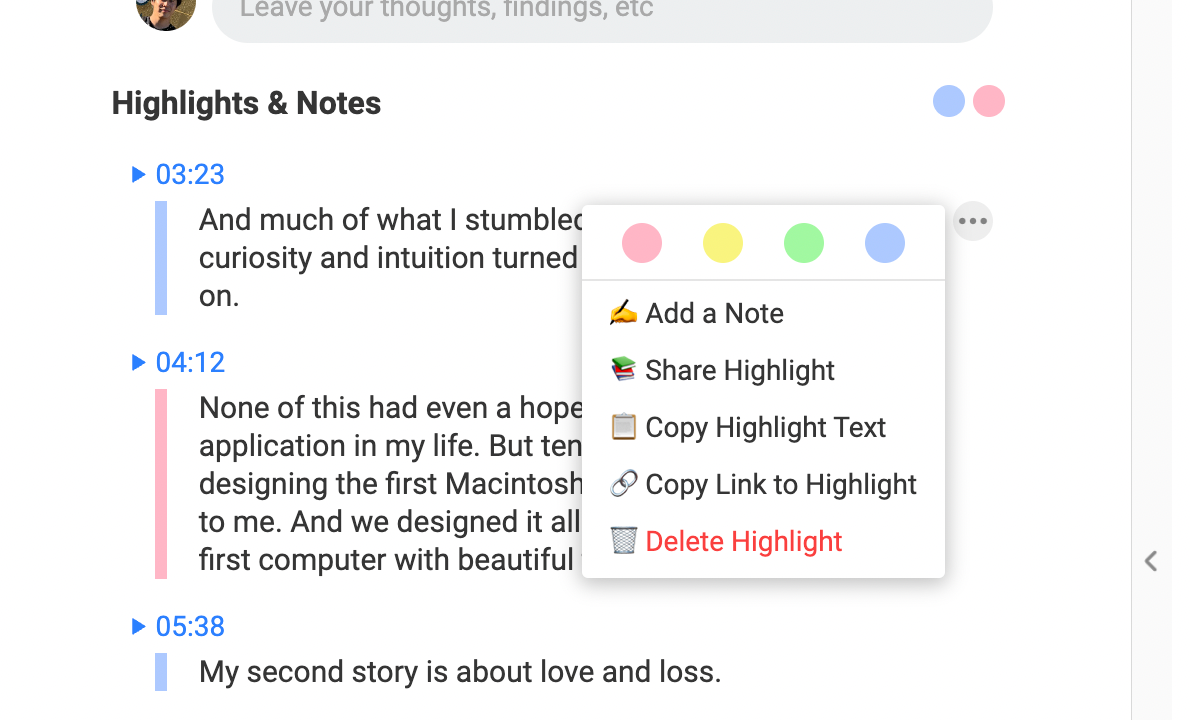 Leave your thoughts, findings, etc
Highlights & Notes
03:23
And much of what I stumbled
curiosity and intuition turned
on.
04:12
None of this had even a hope
application in my life. But ten
designing the first Macintosh
to me. And we designed it all
first computer with beautiful
05:38
My second story is about love and loss.
Add a Note
Share Highlight
Copy Highlight Text
Copy Link to Highlight
Delete Highlight